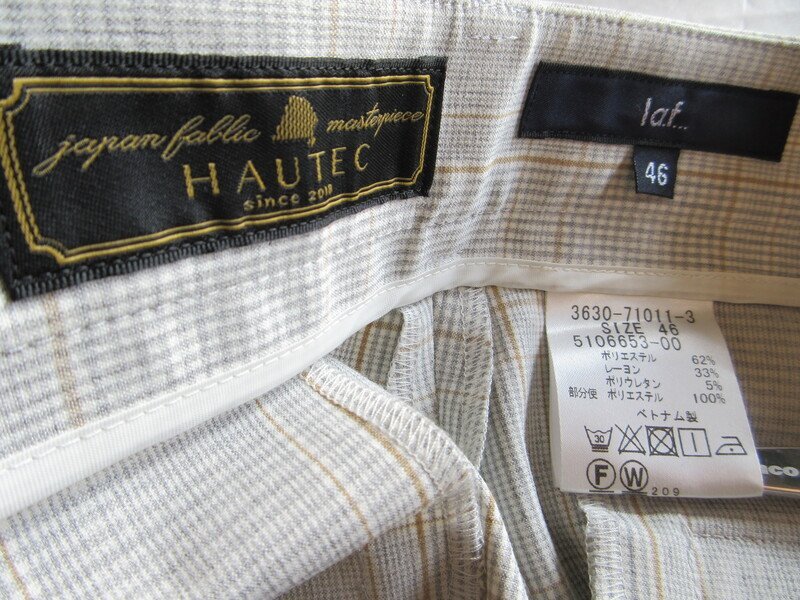 japan fablic masterpiece
HAUTEC
since 2010
l.a.f...
46
3630-71011-3
SIZE 46
5106653-00
ポリエステル 62%
レーヨン 33%
ポリウレタン 5%
部分使 ポリエステル 100%
ベトナム製
30
F W
209